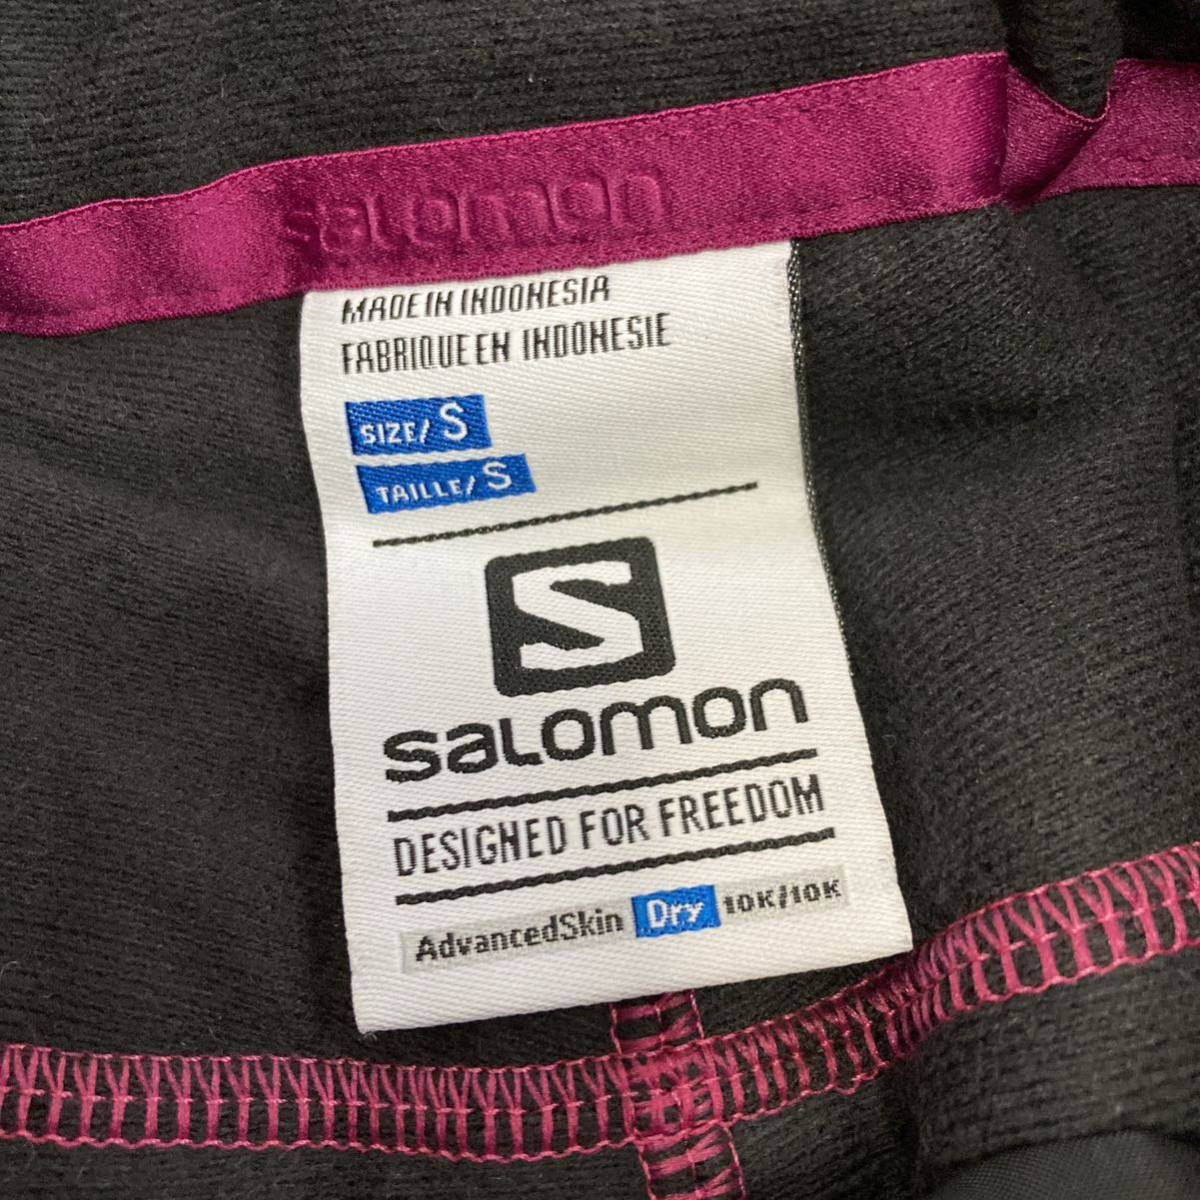 salomon
MADE IN INDONESIA
FABRIQUE EN INDONESIE
SIZE/ S
TAILLE/ S
S
salomon
DESIGNED FOR FREEDOM
AdvancedSkin Dry 10K/10K